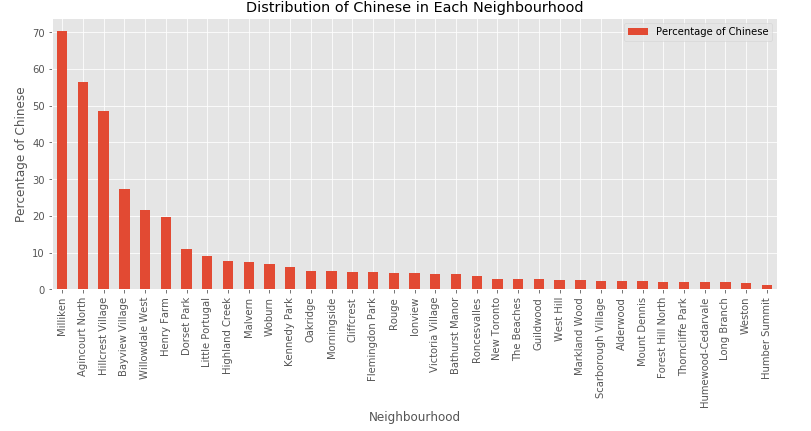 Distribution of Chinese in Each Neighbourhood
Percentage of Chinese
Percentage of Chinese
70
60
50
40
30
20
10
0
Milliken
Agincourt North
Hillcrest Village
Bayview Village
Willowdale West
Henry Farm
Dorset Park
Little Portugal
Highland Creek
Malvern
Woburn
Kennedy Park
Oakridge
Morningside
Cliffcrest
Flemingdon Park
Rouge
Ionview
Victoria Village
Bathurst Manor
Roncesvalles
New Toronto
The Beaches
Guildwood
West Hill
Markland Wood
Scarborough Village
Alderwood
Mount Dennis
Forest Hill North
Thorncliffe Park
Humewood-Cedarvale
Long Branch
Weston
Humber Summit
Neighbourhood